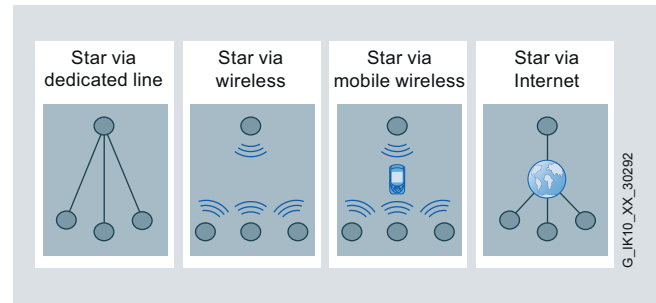 Star via
dedicated line
Star via
wireless
Star via
mobile wireless
Star via
Internet
G_IK10_XX_30292